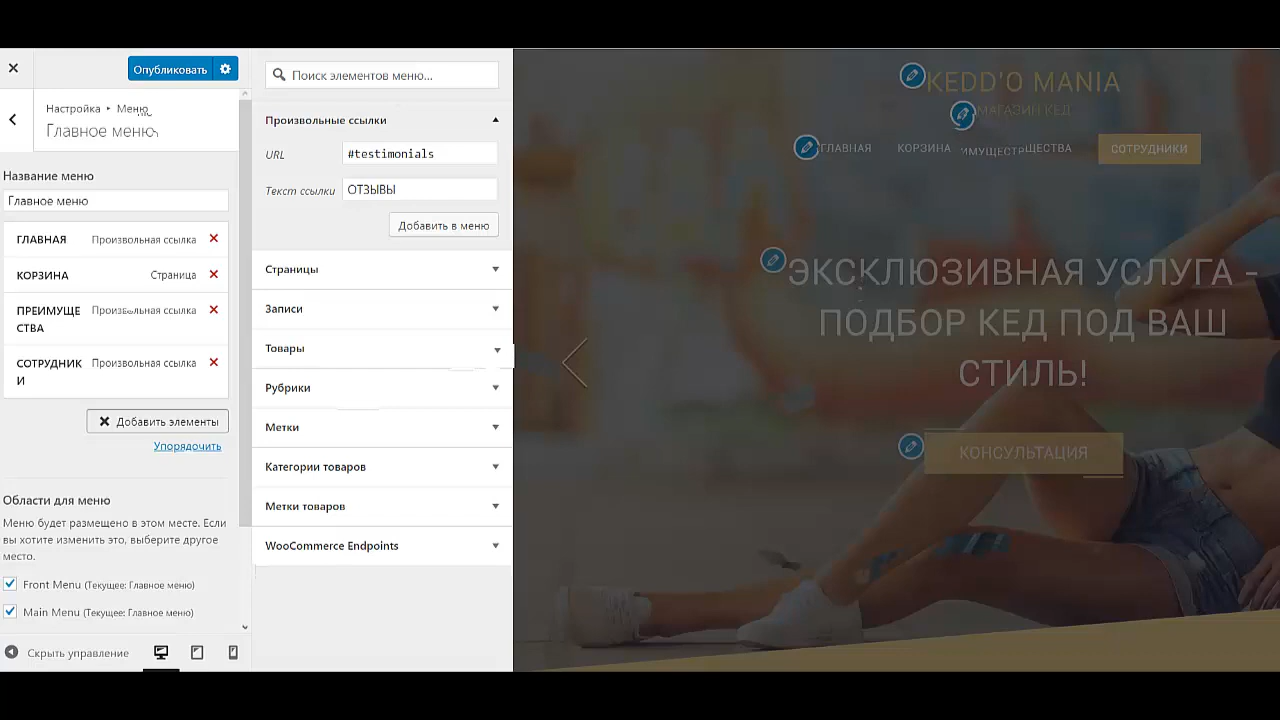 Опубликовать
Настройка ▸ Меню
Главное меню
Название меню
Главное меню
ГЛАВНАЯ Произвольная ссылка
КОРЗИНА Страница
ПРЕИМУЩЕ Произвольная ссылка
СТВА
СОТРУДНИК Произвольная ссылка
И
Добавить элементы
Упорядочить
Области для меню
Меню будет размещено в этом месте. Если
вы хотите изменить это, выберите другое
место.
Front Menu (Текущее: Главное меню)
Main Menu (Текущее: Главное меню)
Скрыть управление
Поиск элементов меню...
Произвольные ссылки
URL #testimonials
Текст ссылки ОТЗЫВЫ
Добавить в меню
Страницы
Записи
Товары
Рубрики
Метки
Категории товаров
Метки товаров
WooCommerce Endpoints
KEDD'O MANIA
МАГАЗИН КЕД
ГЛАВНАЯ КОРЗИНА СОТРУДНИКИ
ЭКСКЛЮЗИВНАЯ УСЛУГА -
ПОДБОР КЕД ПОД ВАШ
СТИЛЬ!
КОНСУЛЬТАЦИЯ